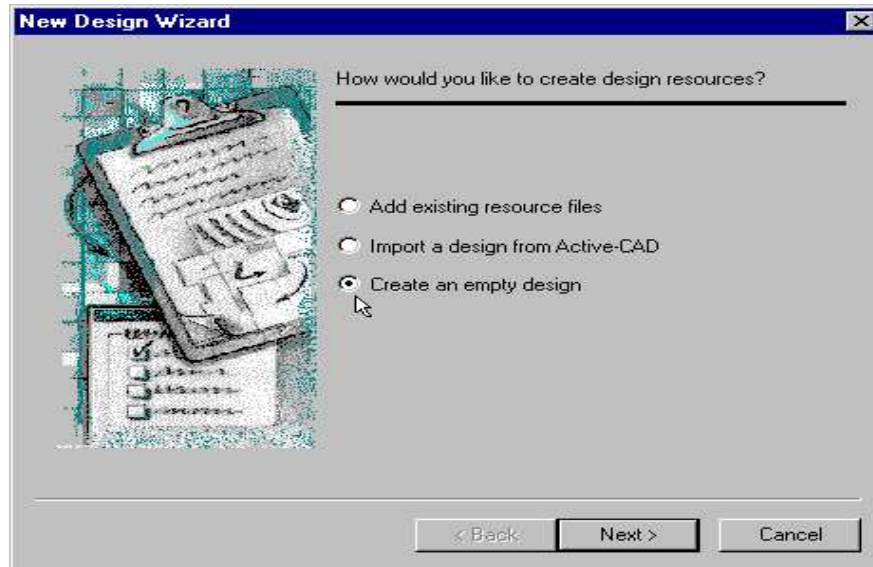 New Design Wizard
How would you like to create design resources?
Add existing resource files
Import a design from Active-CAD
Create an empty design
< Back
Next >
Cancel